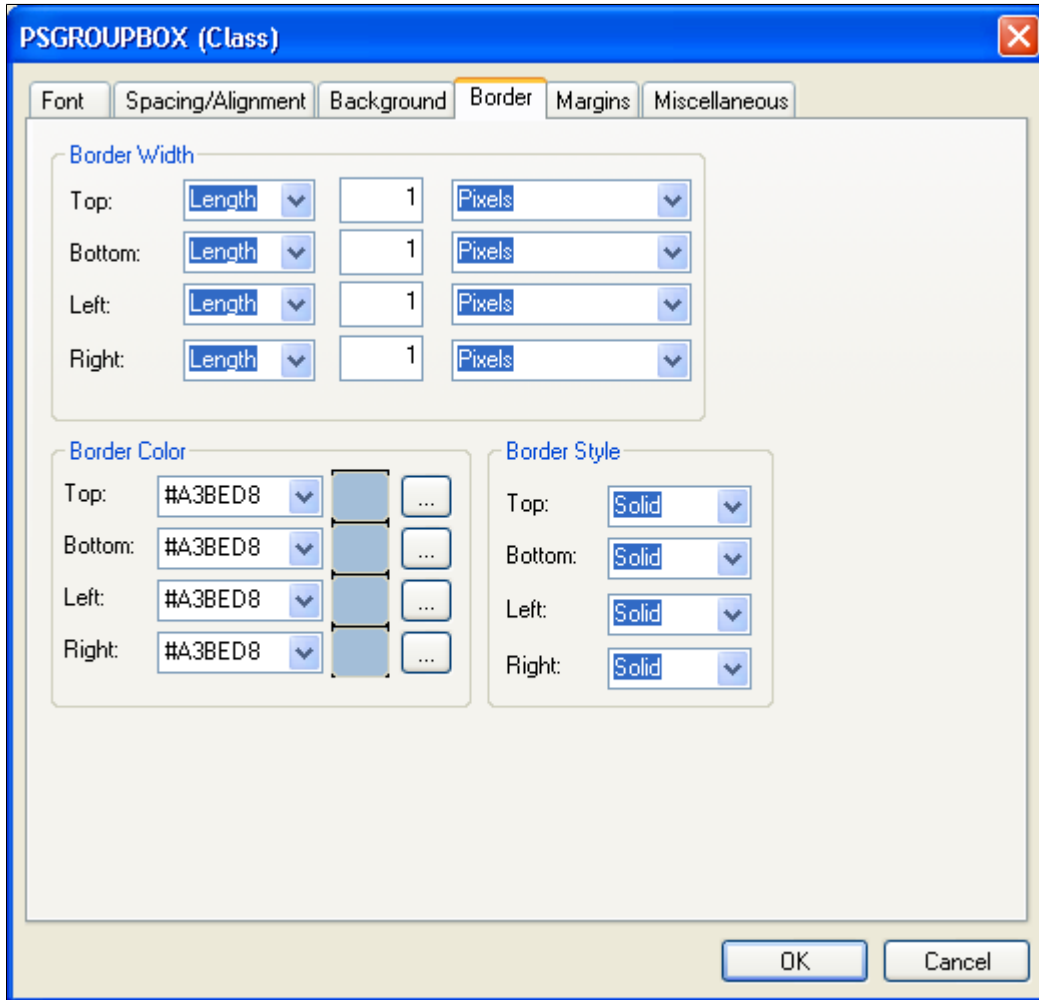 PSGROUPBOX (Class)
Font Spacing/Alignment Background Border Margins Miscellaneous
Border Width
Top: Length 1 Pixels
Bottom: Length 1 Pixels
Left: Length 1 Pixels
Right: Length 1 Pixels
Border Color
Top: #A3BED8 ...
Bottom: #A3BED8 ...
Left: #A3BED8 ...
Right: #A3BED8 ...
Border Style
Top: Solid
Bottom: Solid
Left: Solid
Right: Solid
OK Cancel